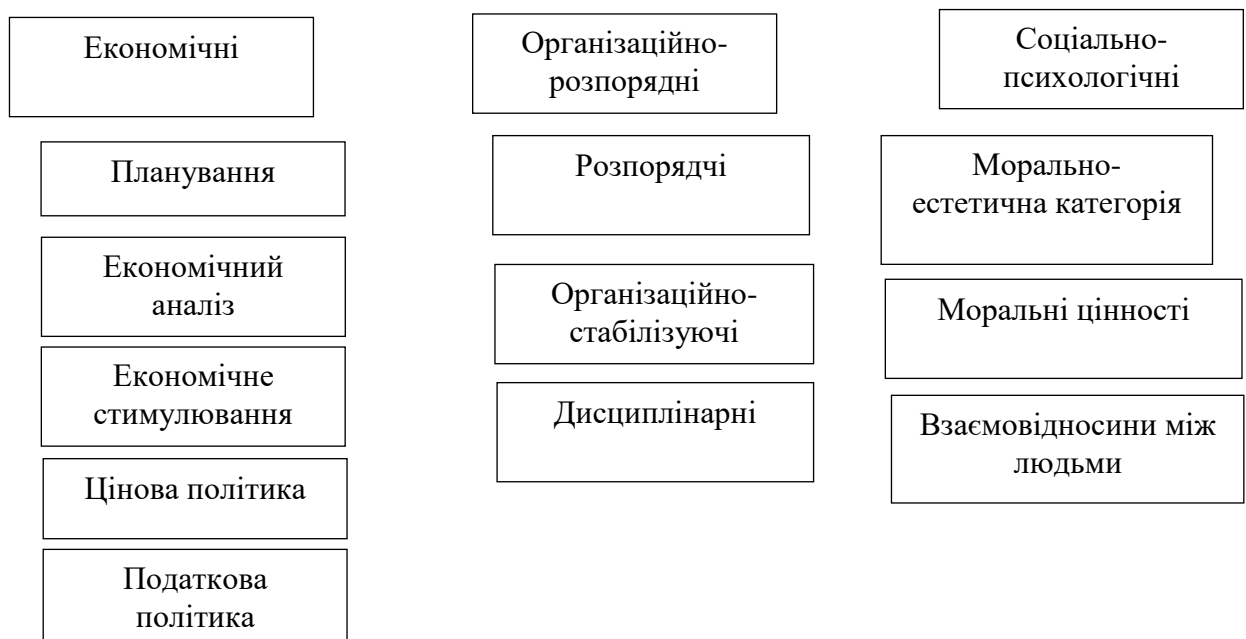 Економічні
Планування
Економічний
аналіз
Економічне
стимулювання
Цінова політика
Податкова
політика
Організаційно-
розпорядні
Розпорядчі
Організаційно-
стабілізуючі
Дисциплінарні
Соціально-
психологічні
Морально-
естетична категорія
Моральні цінності
Взаємовідносини між
людьми